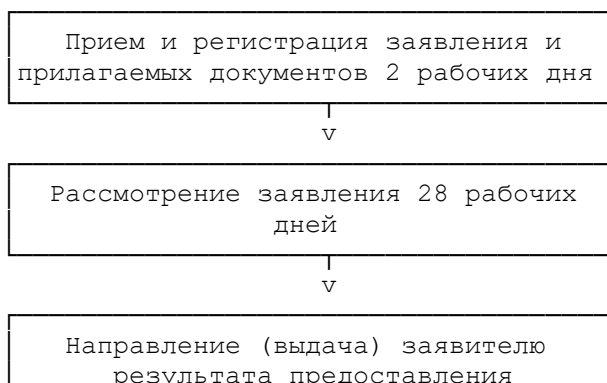 Прием и регистрация заявления и
прилагаемых документов 2 рабочих дня
v
Рассмотрение заявления 28 рабочих
дней
v
Направление (выдача) заявителю
результата предоставления